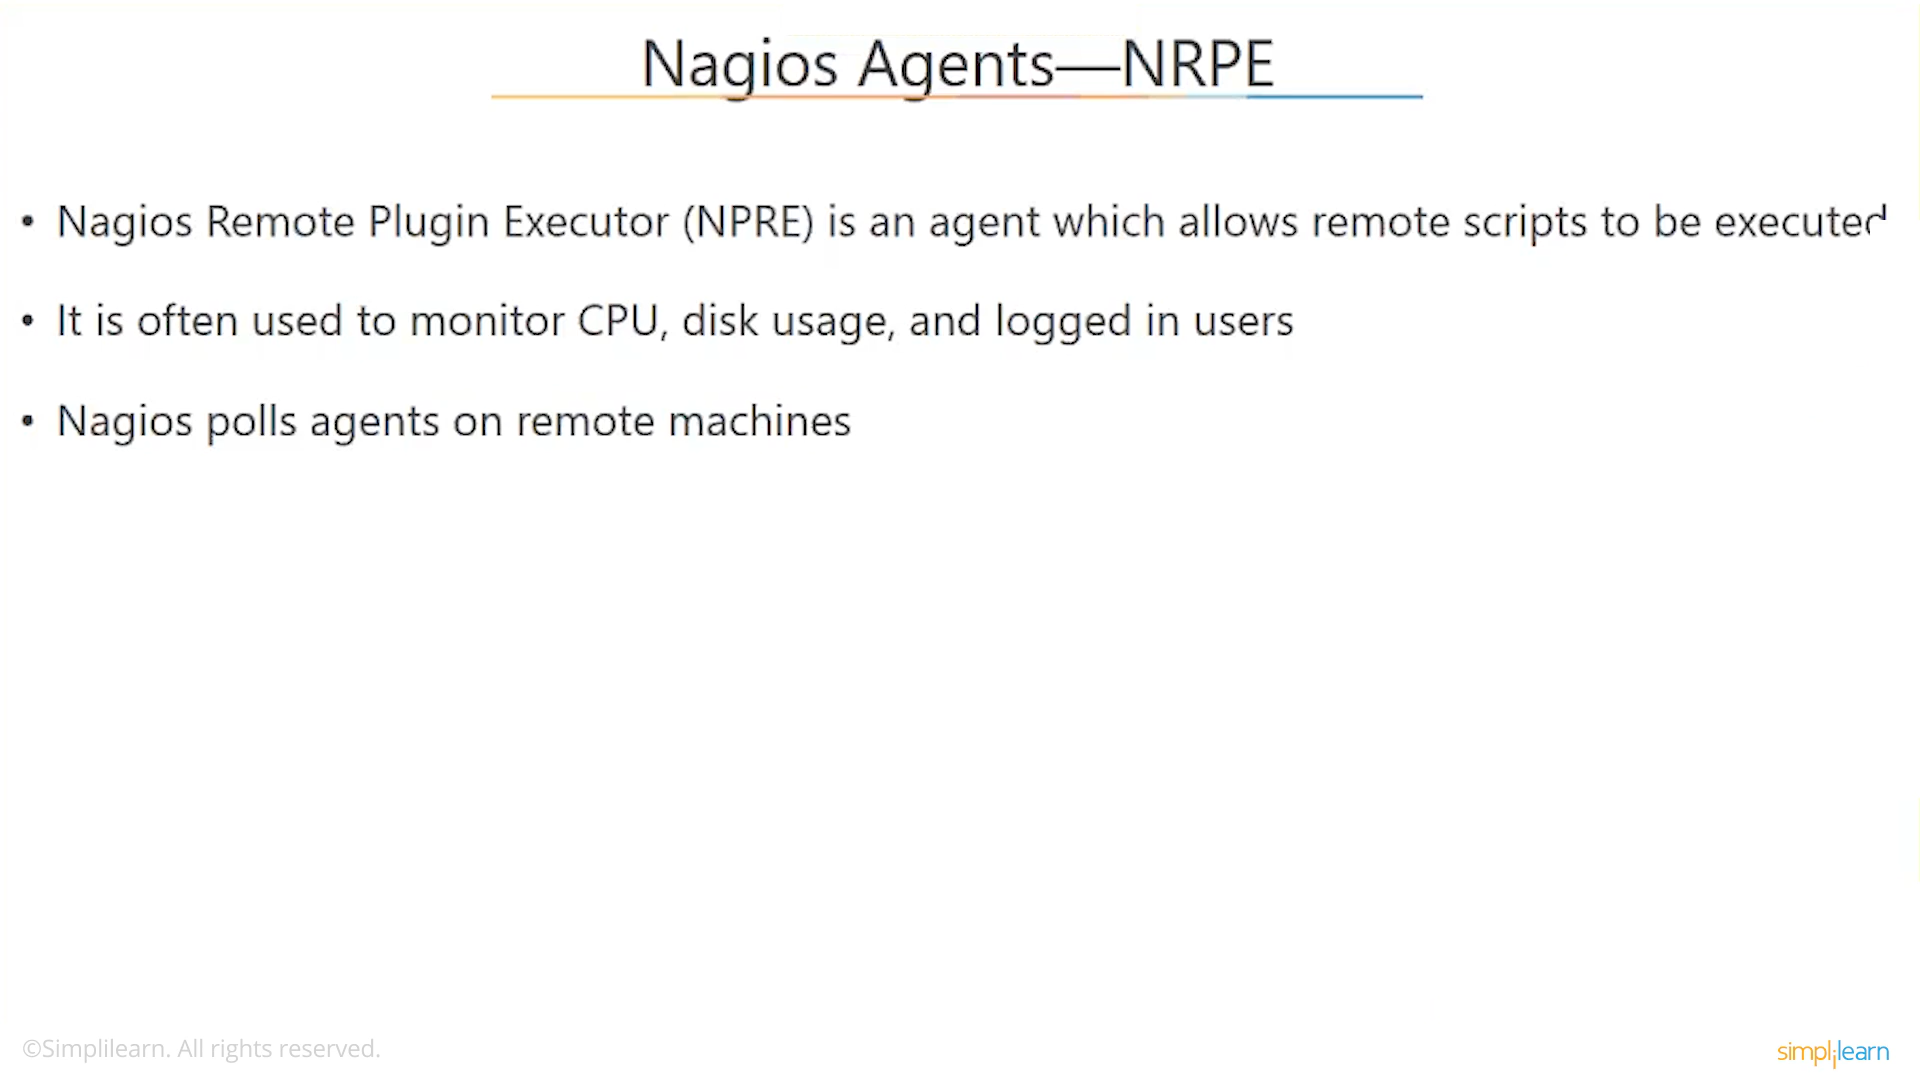 Nagios Agents—NRPE
• Nagios Remote Plugin Executor (NPRE) is an agent which allows remote scripts to be executed
• It is often used to monitor CPU, disk usage, and logged in users
• Nagios polls agents on remote machines
©Simplilearn. All rights reserved.
simplilearn